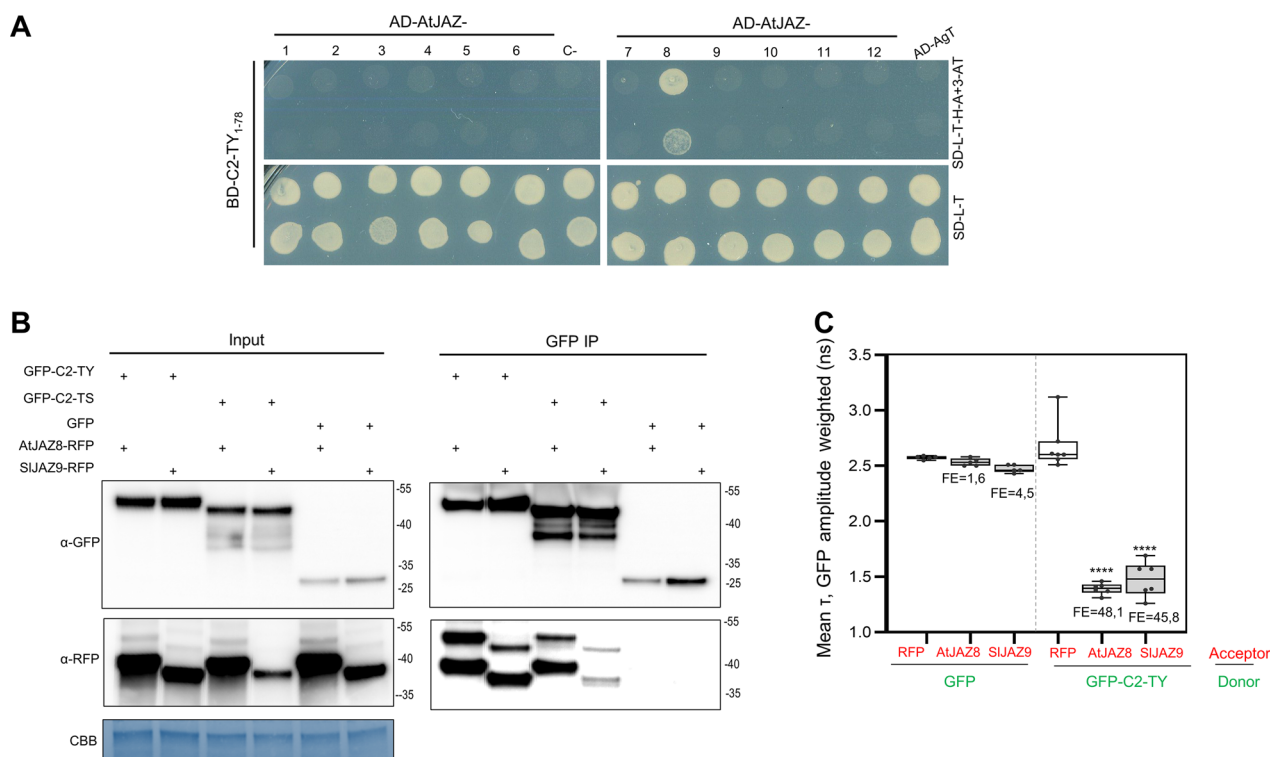 A
AD-AtJAZ-
AD-AtJAZ-
1 2 3 4 5 6 C-
7 8 9 10 11 12 AD-AgT
BD-C2-TY1-78
SD-L-T-H-A+3-AT
SD-L-T
B
Input
GFP IP
GFP-C2-TY + + + +
GFP-C2-TS + + + +
GFP + + + +
AtJAZ8-RFP + + + + + +
SlJAZ9-RFP + + + + + +
α-GFP
-55
-40
-35
-25
-55
-40
-35
-25
α-RFP
-55
-40
--35
-55
-40
-35
CBB
C
Mean τ, GFP amplitude weighted (ns)
3.5
3.0
2.5
2.0
1.5
1.0
FE=1,6
FE=4,5
****
****
FE=48,1
FE=45,8
RFP AtJAZ8 SlJAZ9 RFP AtJAZ8 SlJAZ9 Acceptor
GFP GFP-C2-TY Donor